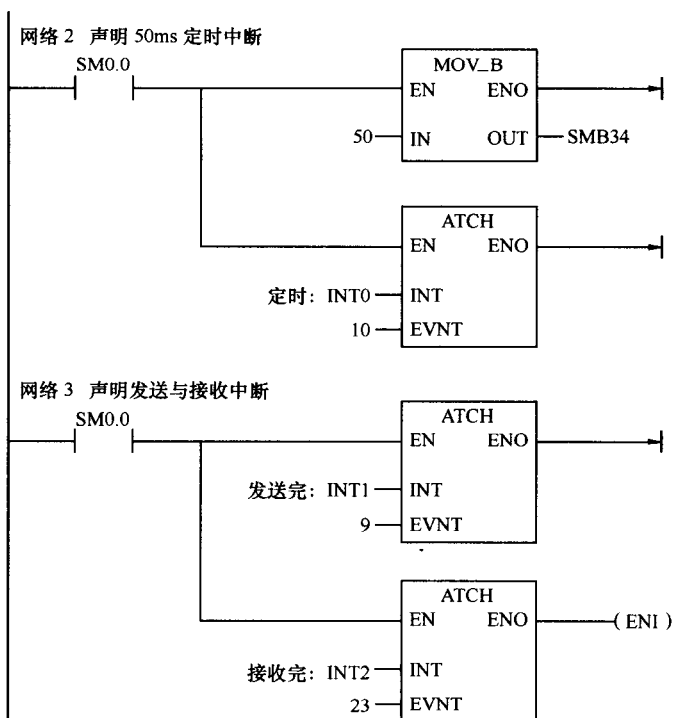 网络 2 声明 50ms 定时中断
SM0.0
MOV_B
EN ENO
50 IN OUT SMB34
ATCH
EN ENO
定时：INT0 INT
10 EVNT
网络 3 声明发送与接收中断
SM0.0
ATCH
EN ENO
发送完：INT1 INT
9 EVNT
ATCH
EN ENO ( ENI )
接收完：INT2 INT
23 EVNT